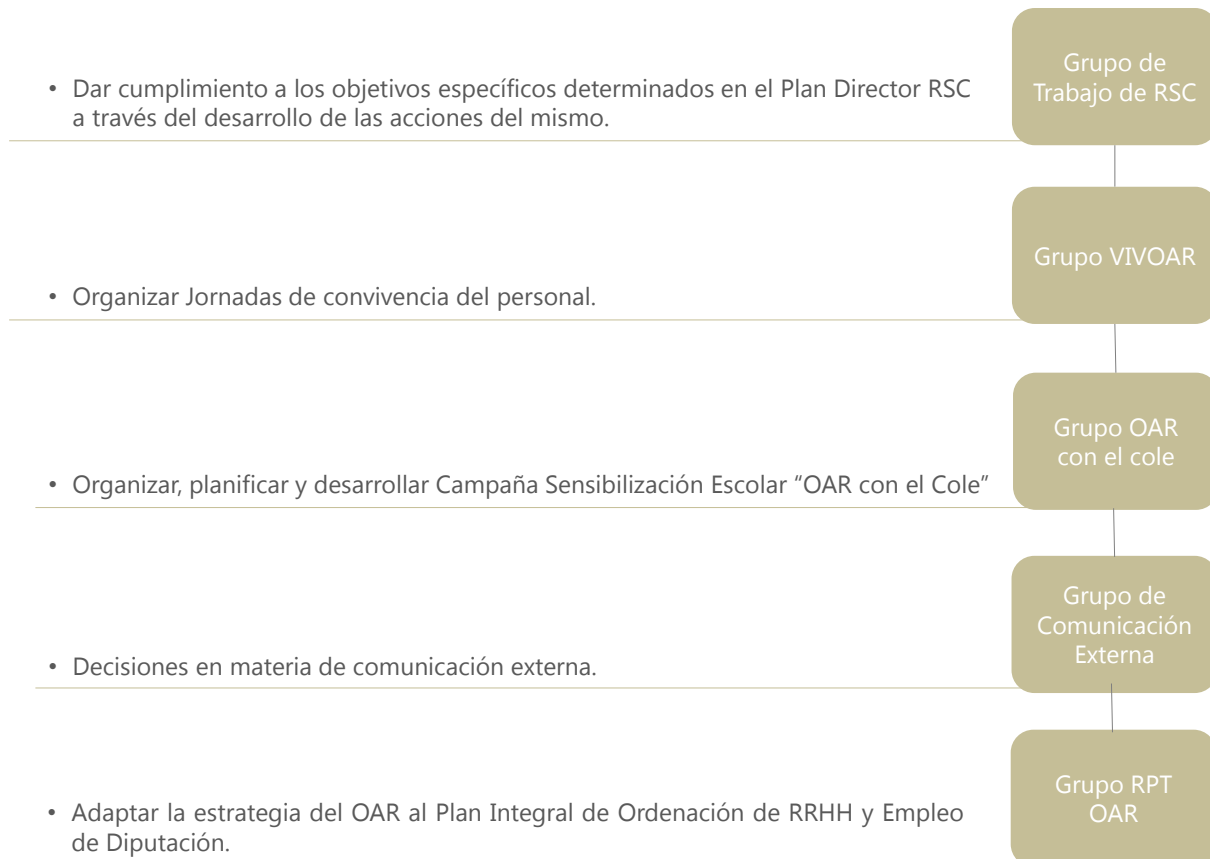 Grupo de
Trabajo de RSC
• Dar cumplimiento a los objetivos específicos determinados en el Plan Director RSC
a través del desarrollo de las acciones del mismo.
Grupo VIVOAR
• Organizar Jornadas de convivencia del personal.
Grupo OAR
con el cole
• Organizar, planificar y desarrollar Campaña Sensibilización Escolar “OAR con el Cole”
Grupo de
Comunicación
Externa
• Decisiones en materia de comunicación externa.
Grupo RPT
OAR
• Adaptar la estrategia del OAR al Plan Integral de Ordenación de RRHH y Empleo
de Diputación.